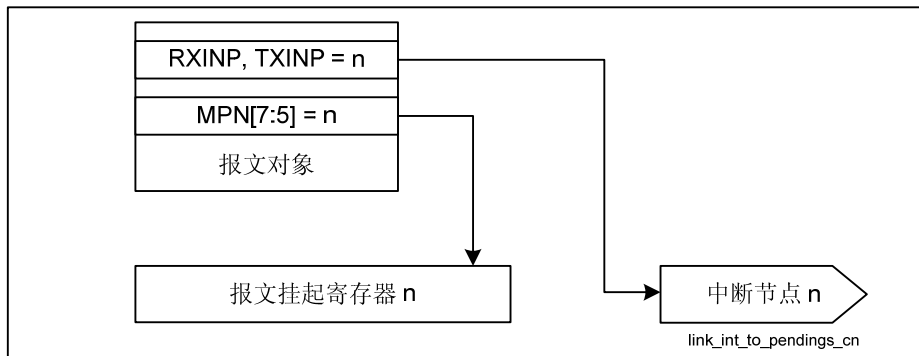 RXINP, TXINP = n
MPN[7:5] = n
报文对象
报文挂起寄存器 n
中断节点 n
link_int_to_pendings_cn